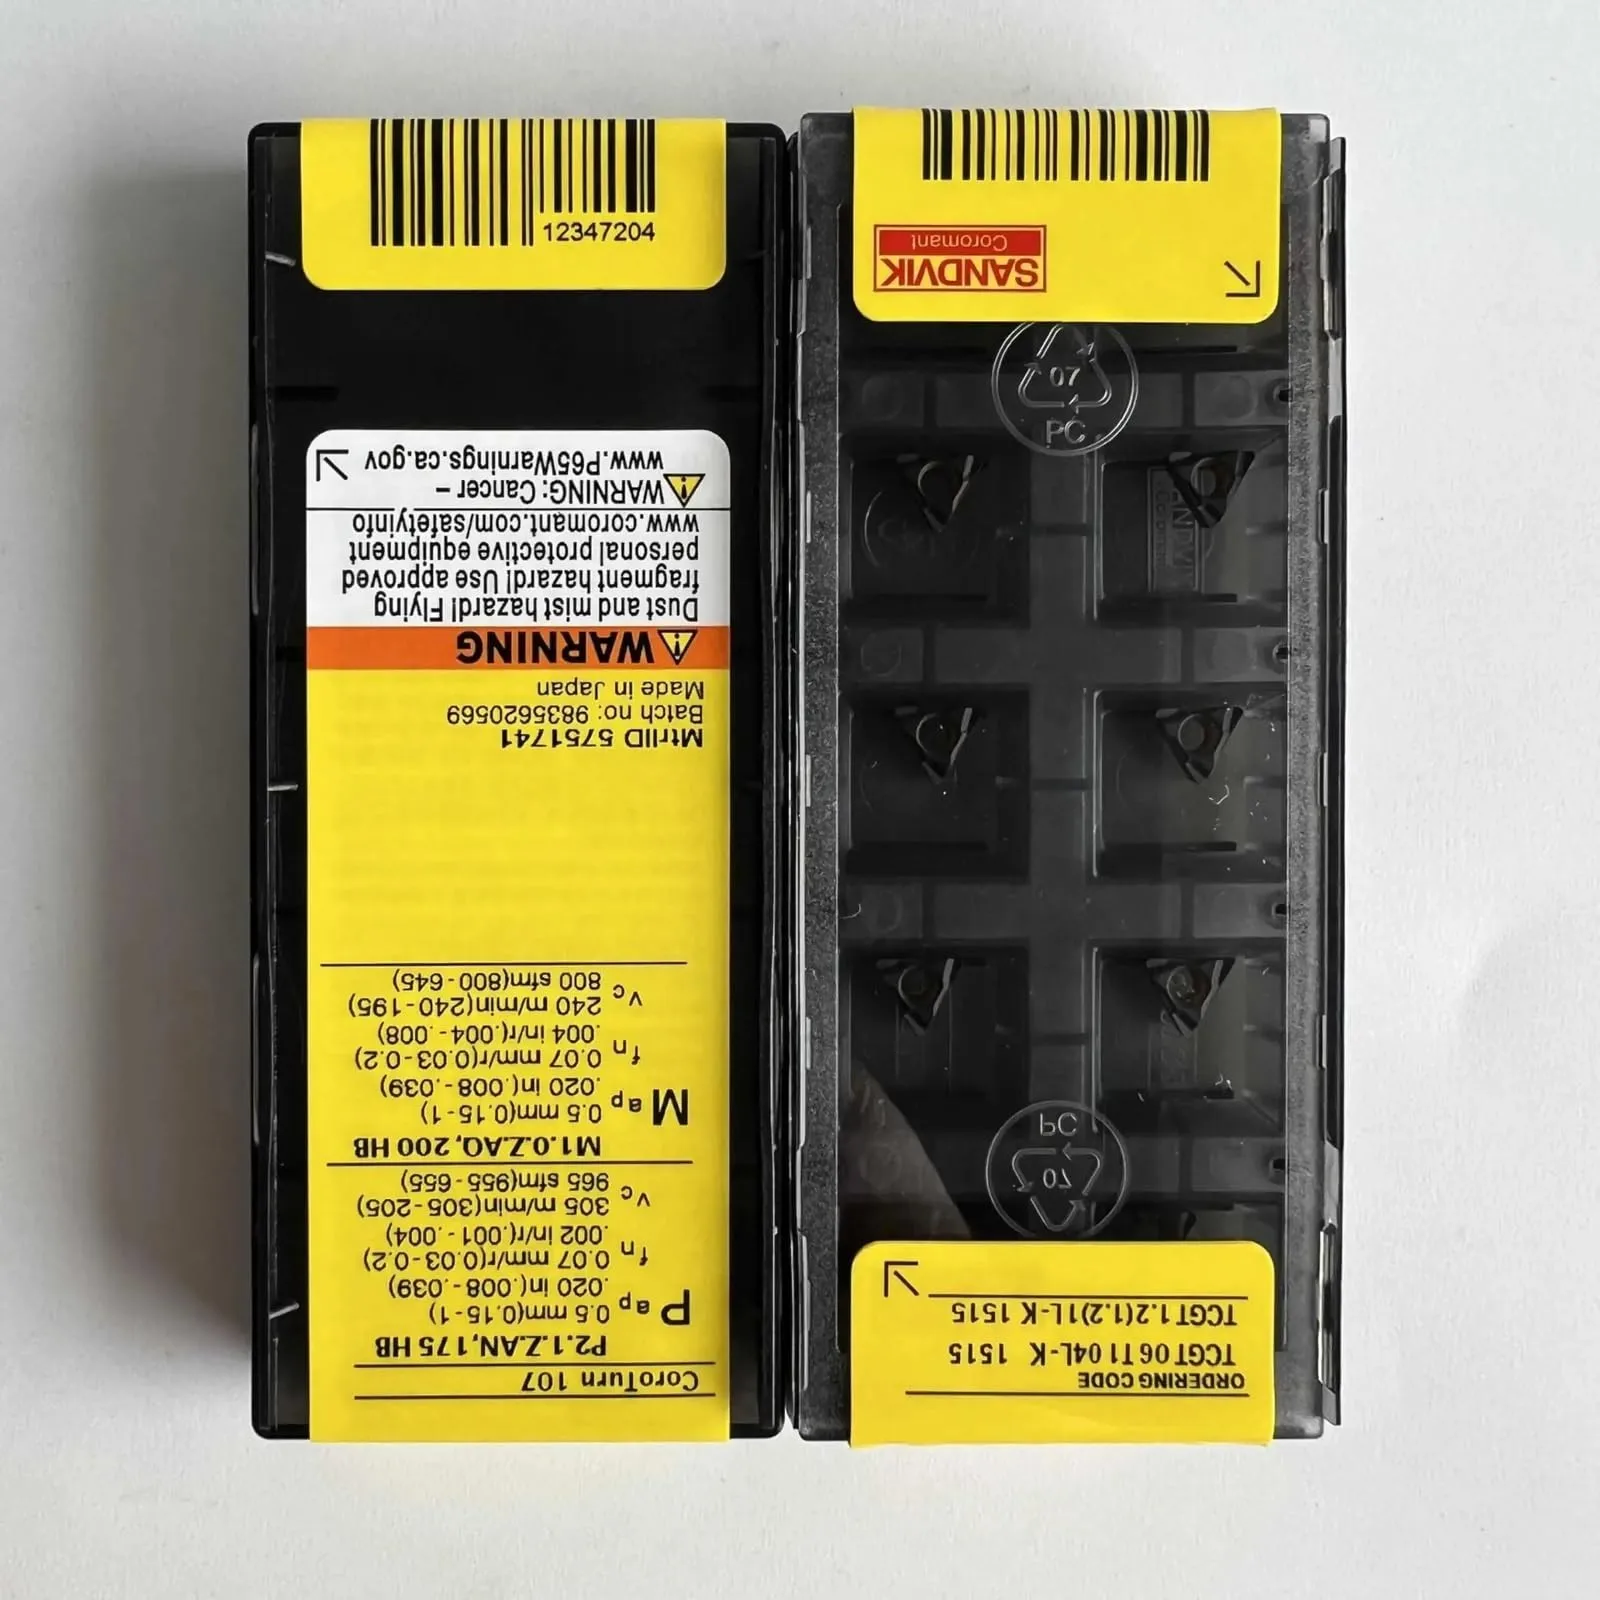 12347204
CoroTurn 107
P2.1.Z.AN, 175 HB
P ap 0.5 mm(0.15-1)
.020 in(.008-.039)
fn 0.07 mm/r(0.03-0.2)
.002 in/r(.001-.004)
vc 305 m/min(305-205)
965 sfm(955-655)
M1.0.Z.AQ, 200 HB
M ap 0.5 mm(0.15-1)
.020 in(.008-.039)
fn 0.07 mm/r(0.03-0.2)
.004 in/r(.004-.008)
vc 240 m/min(240-195)
800 sfm(800-645)
MtrlID 5751741
Batch no: 9835620569
Made in Japan
WARNING
Dust and mist hazard! Flying
fragment hazard! Use approved
personal protective equipment
www.coromant.com/safetyinfo
WARNING: Cancer –
www.P65Warnings.ca.gov
ORDERING CODE
TCGT 06T1 04L-K 1515
TCGT1.2(1.2)1L-K 1515
07
PC
07
PC
SANDVIK
Coromant